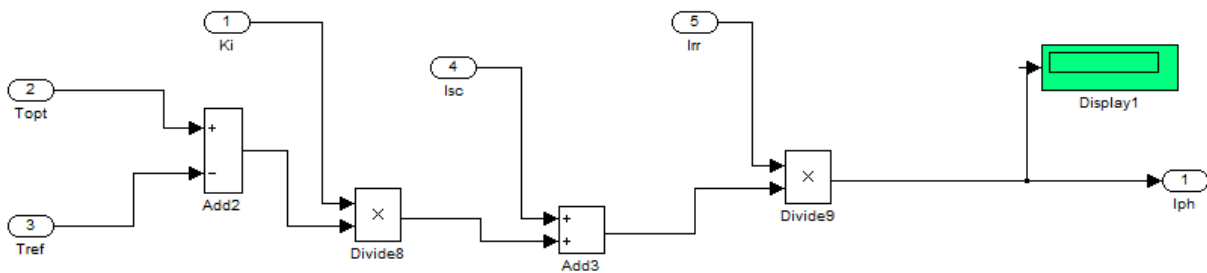 1
Ki
2
Topt
3
Tref
+
−
Add2
×
Divide8
4
Isc
+
+
Add3
5
Irr
×
Divide9
Display1
1
Iph